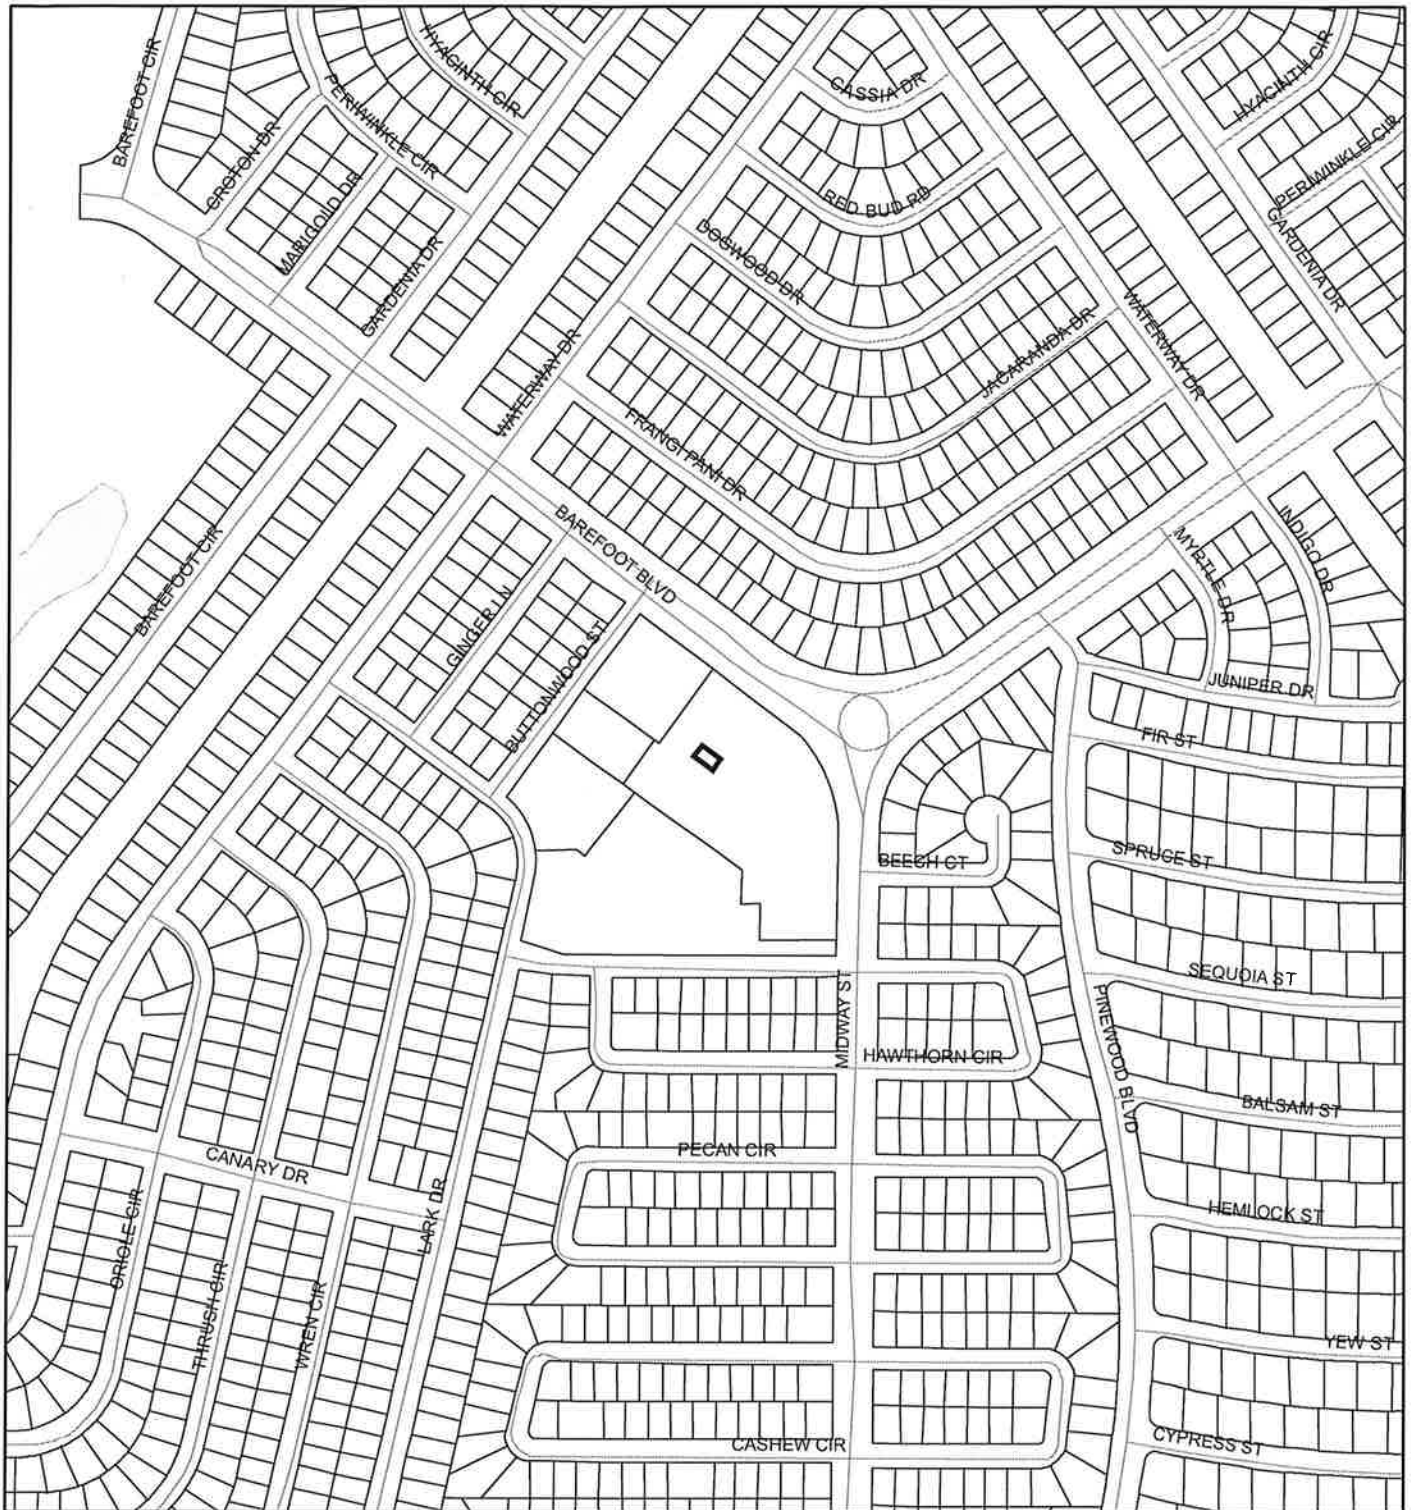 BAREFOOT CIR
HYACINTH CIR
PERIWINKLE CIR
CROTON DR
MARIGOLD DR
GARDENIA DR
CASSIA DR
HYACINTH CIR
PERIWINKLE CIR
GARDENIA DR
RED BUD RD
DOGWOOD DR
JACARANDA DR
WATERWAY DR
WATERWAY DR
FRANGI PANI DR
BAREFOOT BLVD
BAREFOOT CIR
GINGER LN
BUTTONWOOD ST
MYRTLE DR
INDIGO DR
JUNIPER DR
FIR ST
SPRUCE ST
BEECH CT
SEQUOIA ST
MIDWAY ST
PINEWOOD BLVD
HAWTHORN CIR
BALSAM ST
PECAN CIR
CANARY DR
HEMLOCK ST
ORIOLE CIR
LARK DR
THRUSH CIR
WREN CIR
YEW ST
CASHEW CIR
CYPRESS ST